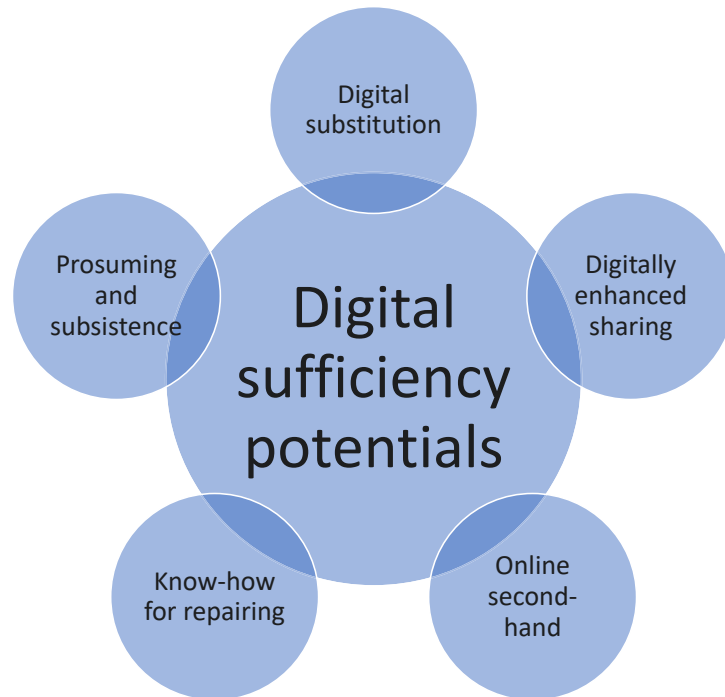 Digital
substitution
Prosuming
and
subsistence
Digitally
enhanced
sharing
Digital
sufficiency
potentials
Know-how
for repairing
Online
second-
hand